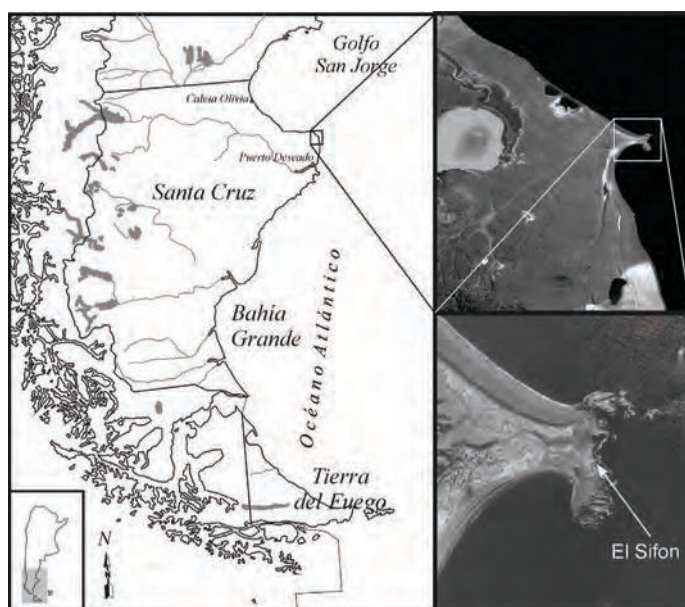 Golfo
San Jorge
Caleta Olivia
Puerto Deseado
Santa Cruz
Bahía
Grande
Océano Atlántico
Tierra
del Fuego
N
El Sifon